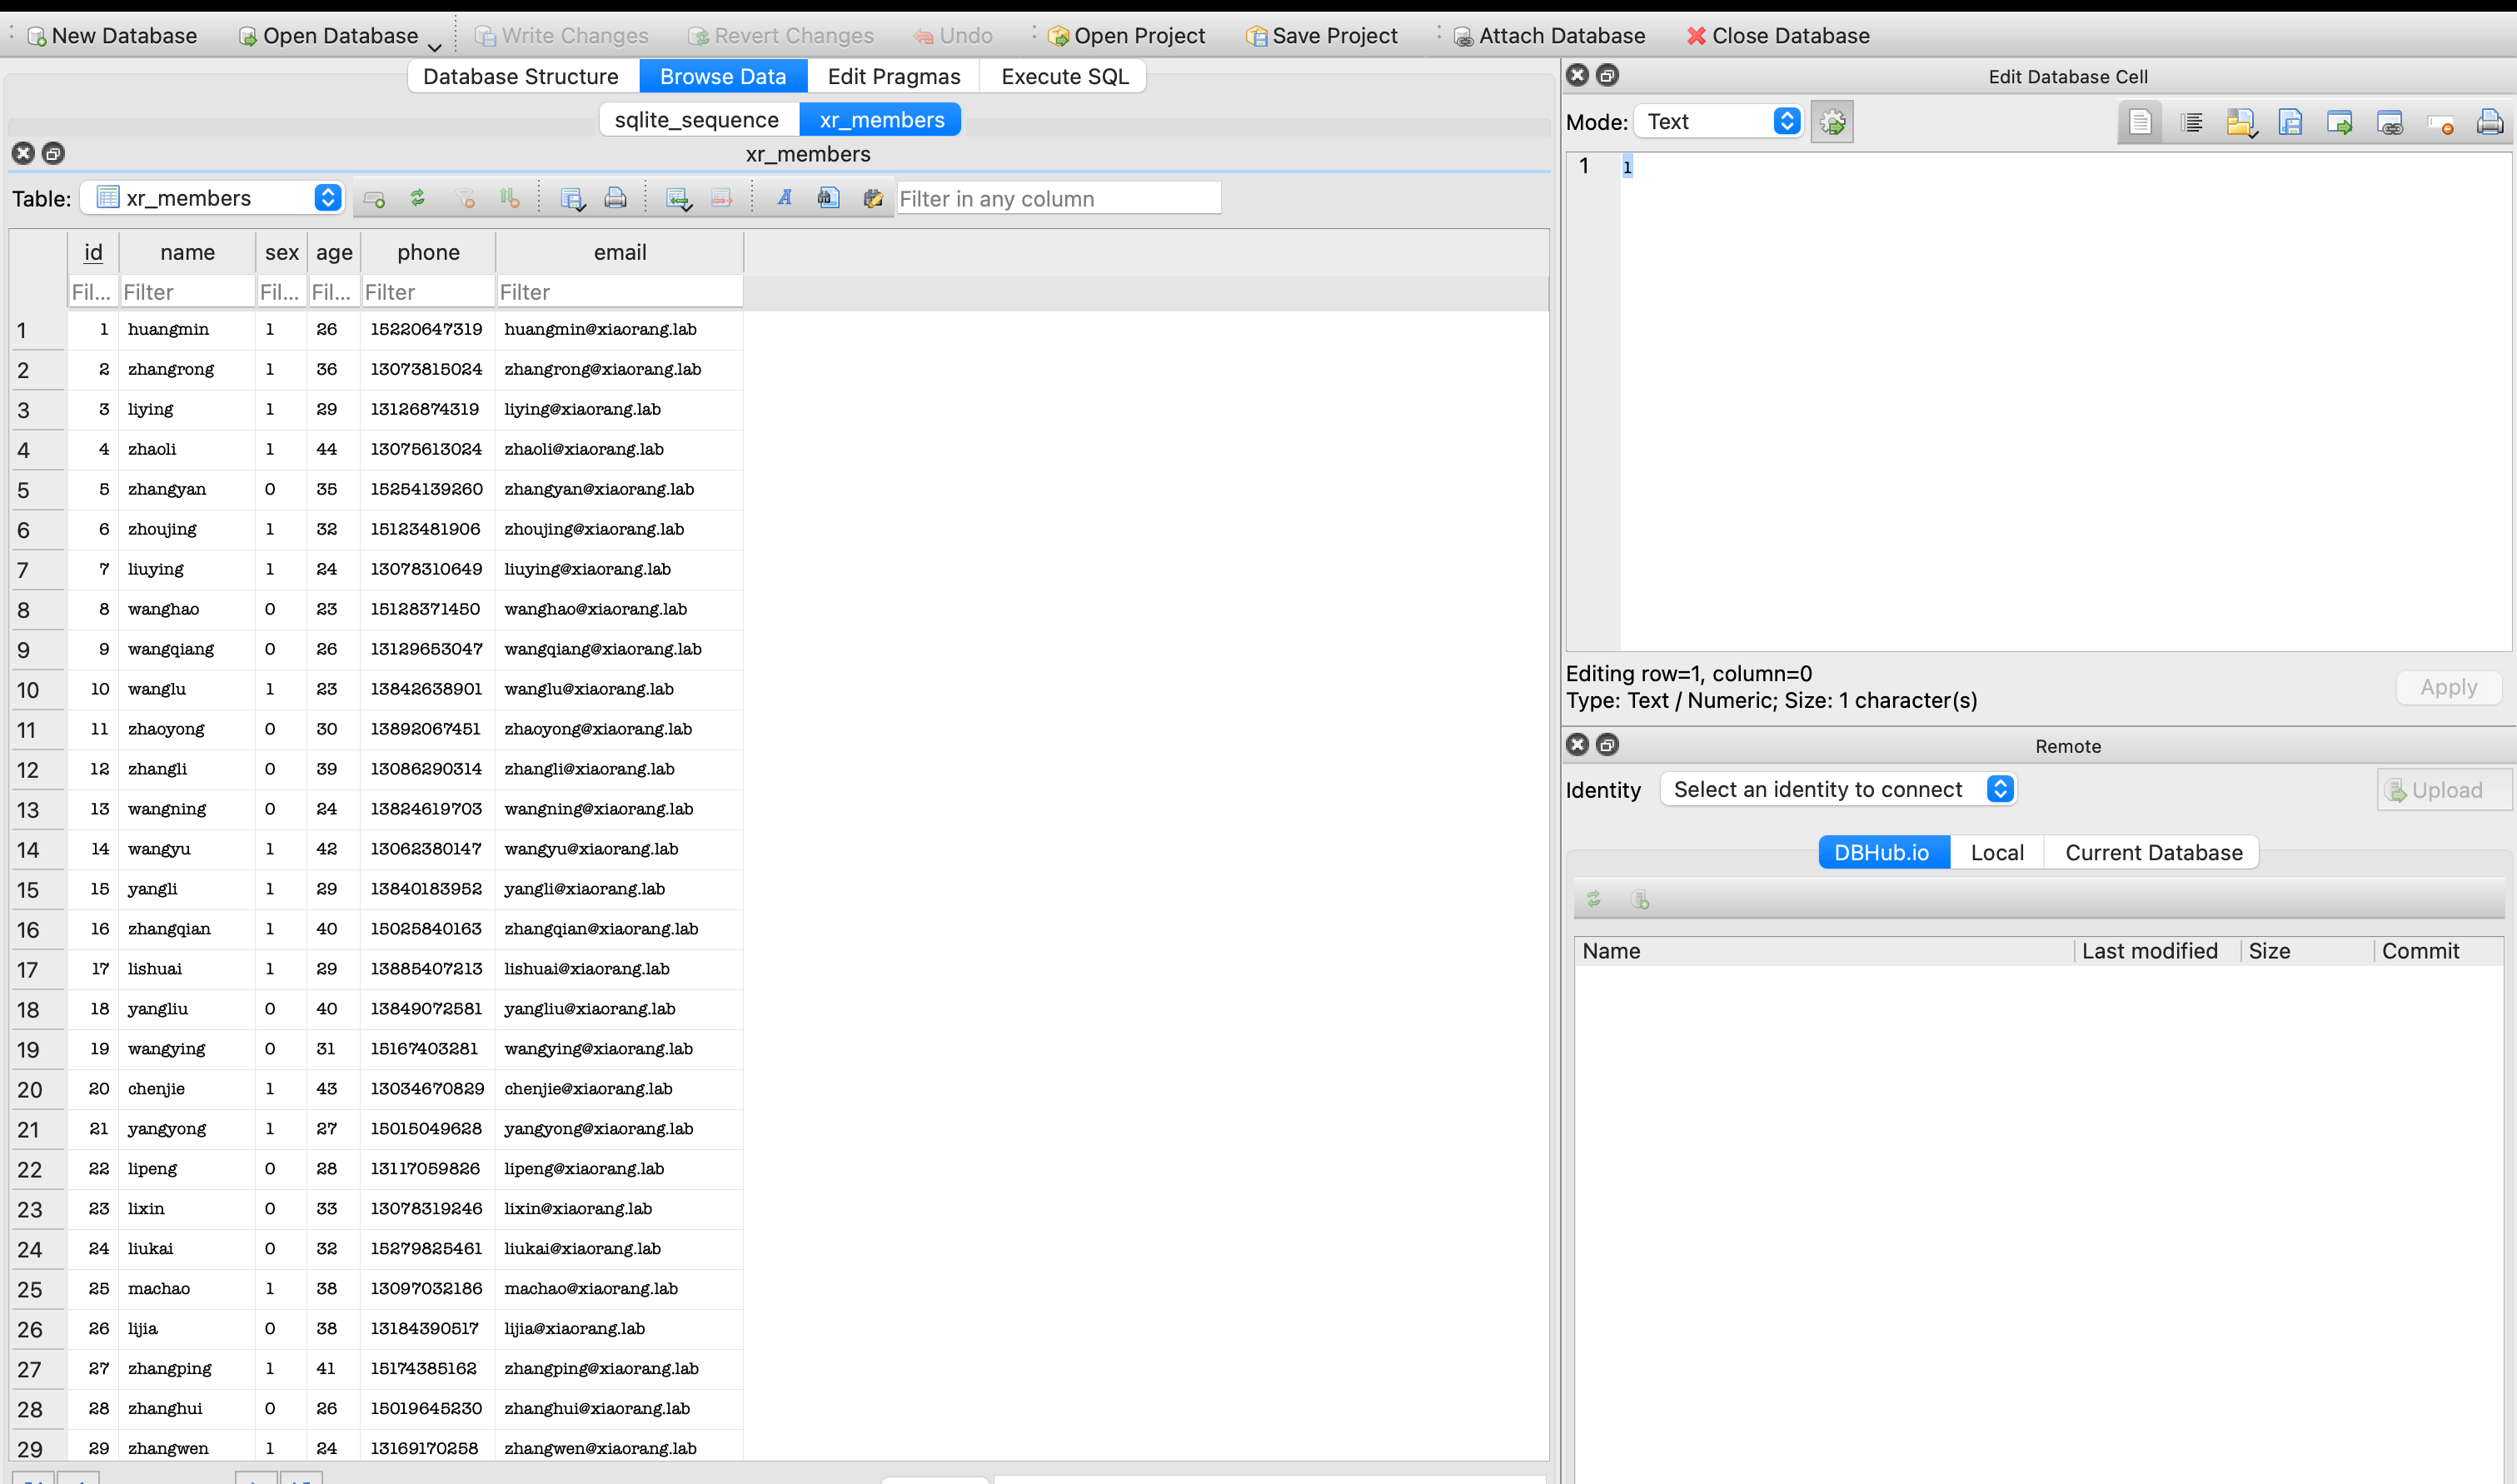 New Database Open Database Write Changes Revert Changes Undo Open Project Save Project Attach Database Close Database
Database Structure Browse Data Edit Pragmas Execute SQL
sqlite_sequence xr_members
xr_members
Table: xr_members Filter in any column
id name sex age phone email
Fil... Filter Fil... Fil... Filter Filter
1 1 huangmin 1 26 15220647319 huangmin@xiaorang.lab
2 2 zhangrong 1 36 13073815024 zhangrong@xiaorang.lab
3 3 liying 1 29 13126874319 liying@xiaorang.lab
4 4 zhaoli 1 44 13075613024 zhaoli@xiaorang.lab
5 5 zhangyan 0 35 15254139260 zhangyan@xiaorang.lab
6 6 zhoujing 1 32 15123481906 zhoujing@xiaorang.lab
7 7 liuying 1 24 13078310649 liuying@xiaorang.lab
8 8 wanghao 0 23 15128371450 wanghao@xiaorang.lab
9 9 wangqiang 0 26 13129653047 wangqiang@xiaorang.lab
10 10 wanglu 1 23 13842638901 wanglu@xiaorang.lab
11 11 zhaoyong 0 30 13892067451 zhaoyong@xiaorang.lab
12 12 zhangli 0 39 13086290314 zhangli@xiaorang.lab
13 13 wangning 0 24 13824619703 wangning@xiaorang.lab
14 14 wangyu 1 42 13062380147 wangyu@xiaorang.lab
15 15 yangli 1 29 13840183952 yangli@xiaorang.lab
16 16 zhangqian 1 40 15025840163 zhangqian@xiaorang.lab
17 17 lishuai 1 29 13885407213 lishuai@xiaorang.lab
18 18 yangliu 0 40 13849072581 yangliu@xiaorang.lab
19 19 wangying 0 31 15167403281 wangying@xiaorang.lab
20 20 chenjie 1 43 13034670829 chenjie@xiaorang.lab
21 21 yangyong 1 27 15015049628 yangyong@xiaorang.lab
22 22 lipeng 0 28 13117059826 lipeng@xiaorang.lab
23 23 lixin 0 33 13078319246 lixin@xiaorang.lab
24 24 liukai 0 32 15279825461 liukai@xiaorang.lab
25 25 machao 1 38 13097032186 machao@xiaorang.lab
26 26 lijia 0 38 13184390517 lijia@xiaorang.lab
27 27 zhangping 1 41 15174385162 zhangping@xiaorang.lab
28 28 zhanghui 0 26 15019645230 zhanghui@xiaorang.lab
29 29 zhangwen 1 24 13169170258 zhangwen@xiaorang.lab
Edit Database Cell
Mode: Text
1 1
Editing row=1, column=0
Type: Text / Numeric; Size: 1 character(s)
Apply
Remote
Identity Select an identity to connect Upload
DBHub.io Local Current Database
Name Last modified Size Commit